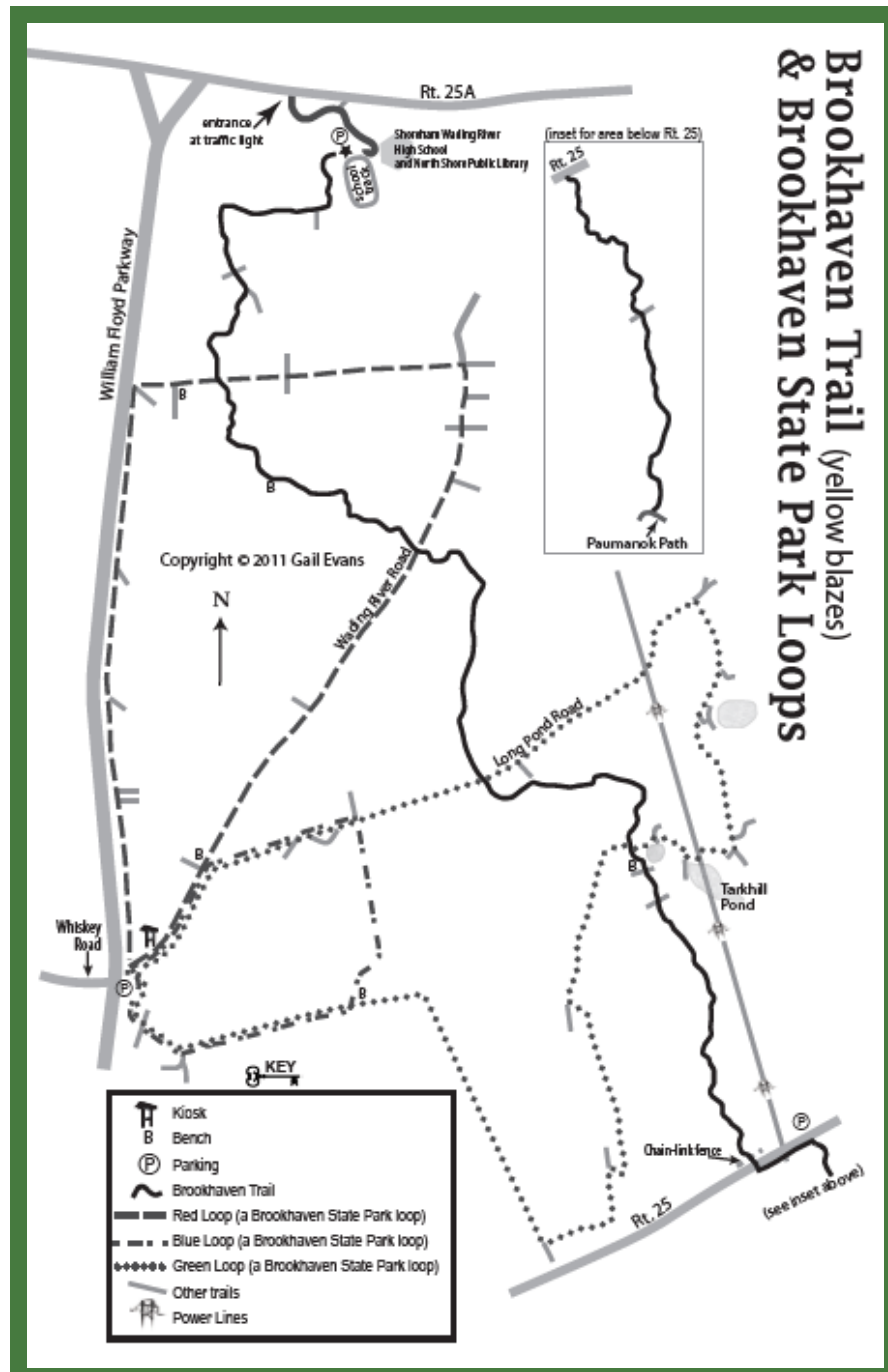 Brookhaven Trail (yellow blazes)
& Brookhaven State Park Loops
Rt. 25A
entrance
at traffic light
P
Shoreham Wading River
High School
and North Shore Public Library
school
track
(inset for area below Rt. 25)
Rt. 25
Paumanok Path
William Floyd Parkway
B
B
Copyright © 2011 Gail Evans
N
Wading River Road
Long Pond Road
B
B
Tarkhill
Pond
Whiskey
Road
P
B
KEY
Kiosk
B Bench
P Parking
Brookhaven Trail
Red Loop (a Brookhaven State Park loop)
Blue Loop (a Brookhaven State Park loop)
Green Loop (a Brookhaven State Park loop)
Other trails
Power Lines
P
Chain-link fence
(see inset above)
Rt. 25